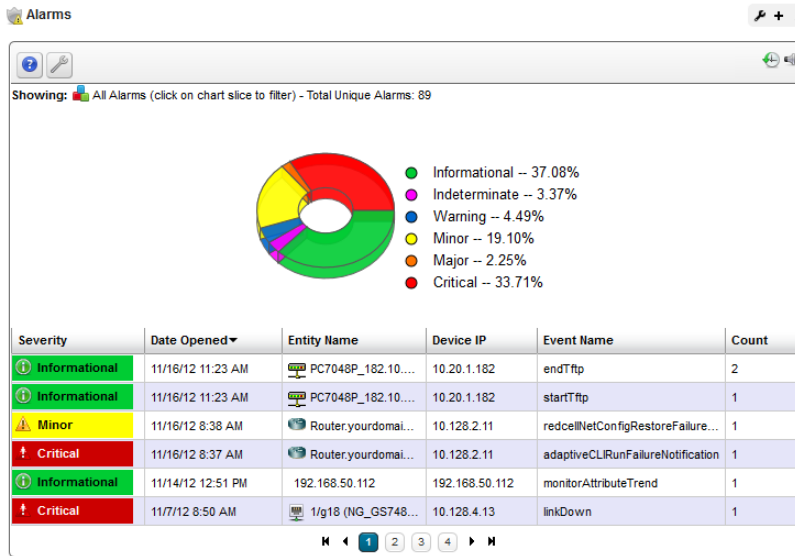 Alarms
Showing: All Alarms (click on chart slice to filter) - Total Unique Alarms: 89
Informational -- 37.08%
Indeterminate -- 3.37%
Warning -- 4.49%
Minor -- 19.10%
Major -- 2.25%
Critical -- 33.71%
Severity Date Opened Entity Name Device IP Event Name Count
Informational 11/16/12 11:23 AM PC7048P_182.10.... 10.20.1.182 endTftp 2
Informational 11/16/12 11:23 AM PC7048P_182.10.... 10.20.1.182 startTftp 1
Minor 11/16/12 8:38 AM Router.yourdomai... 10.128.2.11 redcellNetConfigRestoreFailure... 1
Critical 11/16/12 8:37 AM Router.yourdomai... 10.128.2.11 adaptiveCLIRunFailureNotification 1
Informational 11/14/12 12:51 PM 192.168.50.112 192.168.50.112 monitorAttributeTrend 1
Critical 11/7/12 8:50 AM 1/g18 (NG_GS748... 10.128.4.13 linkDown 1
1 2 3 4